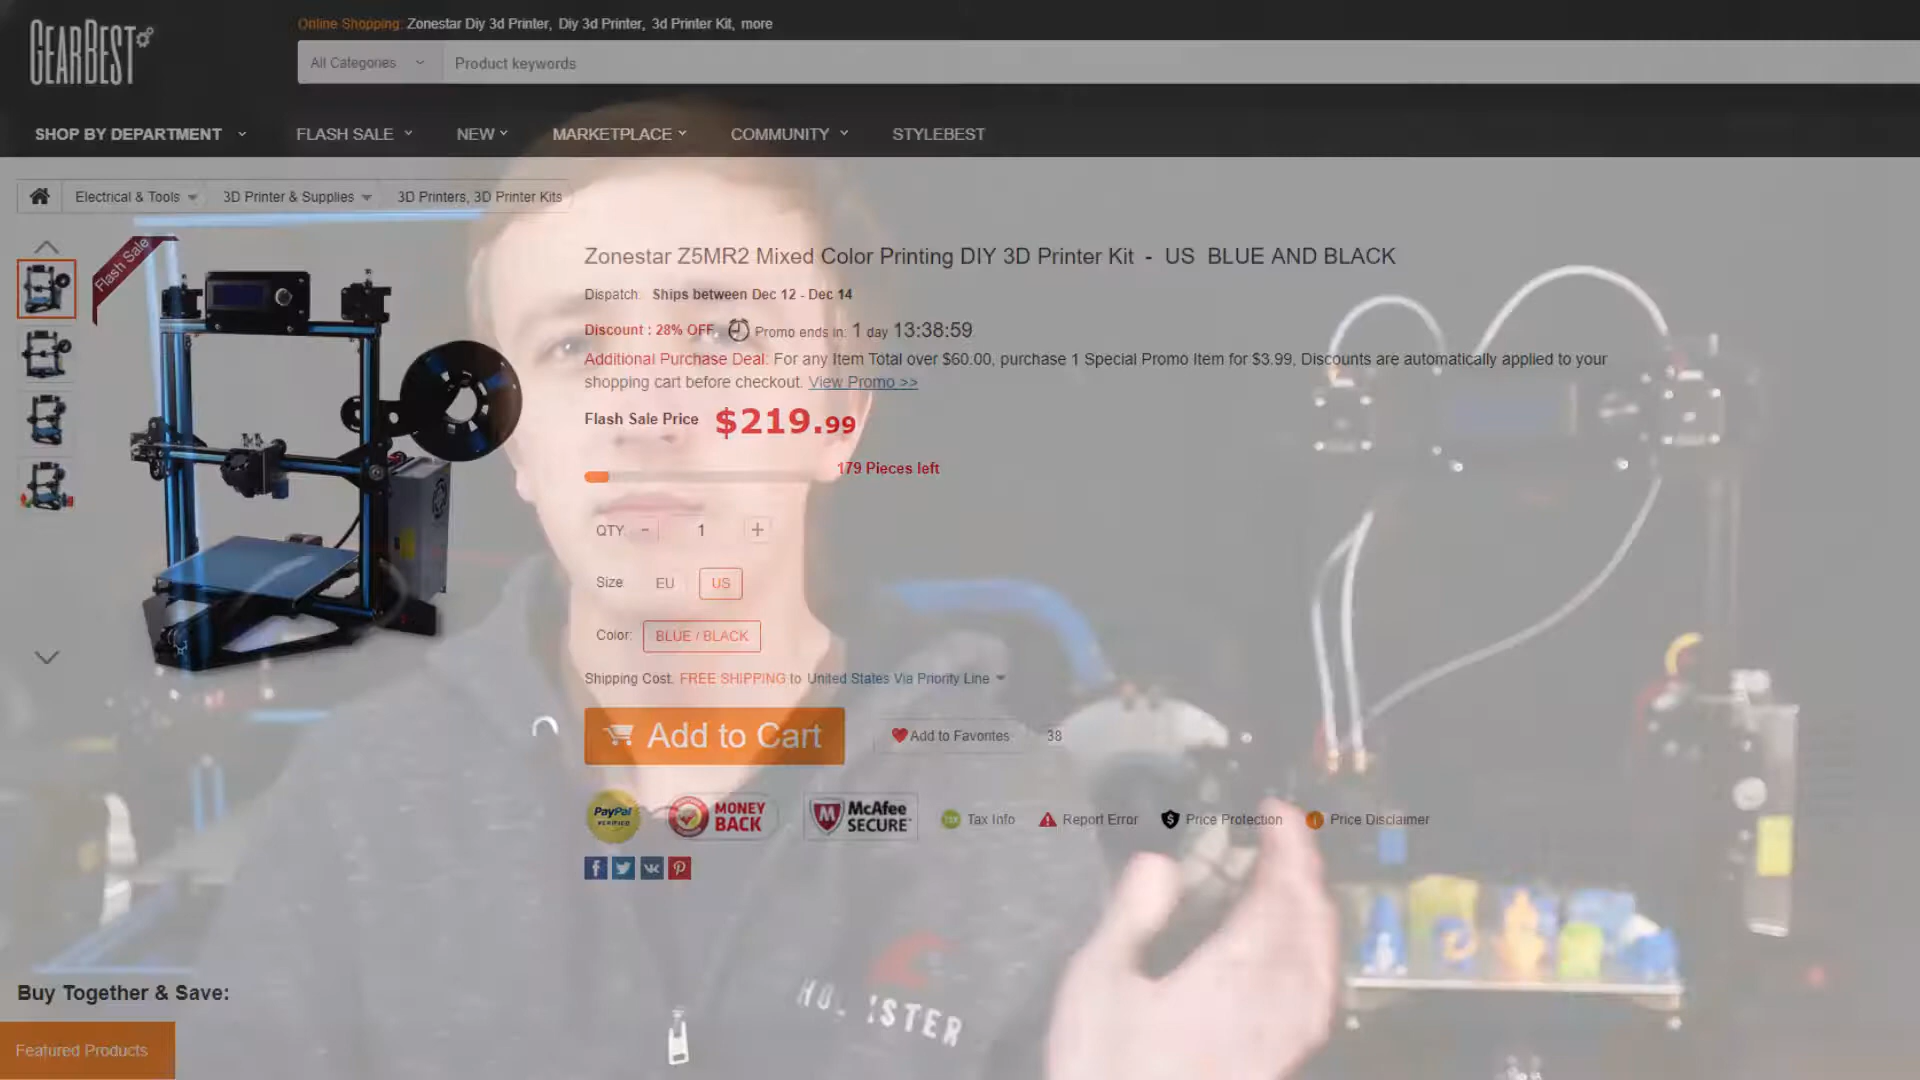 GEARBEST
Online Shopping: Zonestar Diy 3d Printer, Diy 3d Printer, 3d Printer Kit, more
All Categories Product keywords
SHOP BY DEPARTMENT FLASH SALE NEW MARKETPLACE COMMUNITY STYLEBEST
Electrical & Tools 3D Printer & Supplies 3D Printers, 3D Printer Kits
Flash Sale
Zonestar Z5MR2 Mixed Color Printing DIY 3D Printer Kit - US BLUE AND BLACK
Dispatch: Ships between Dec 12 - Dec 14
Discount : 28% OFF Promo ends in: 1 day 13:38:59
Additional Purchase Deal: For any Item Total over $60.00, purchase 1 Special Promo Item for $3.99, Discounts are automatically applied to your
shopping cart before checkout. View Promo >>
Flash Sale Price $219.99
179 Pieces left
QTY: - 1 +
Size: EU US
Color: BLUE / BLACK
Shipping Cost: FREE SHIPPING to United States Via Priority Line
Add to Cart Add to Favorites 38
PayPal VERIFIED MONEY BACK McAfee SECURE Tax Info Report Error Price Protection Price Disclaimer
Buy Together & Save:
HOLLISTER
Featured Products